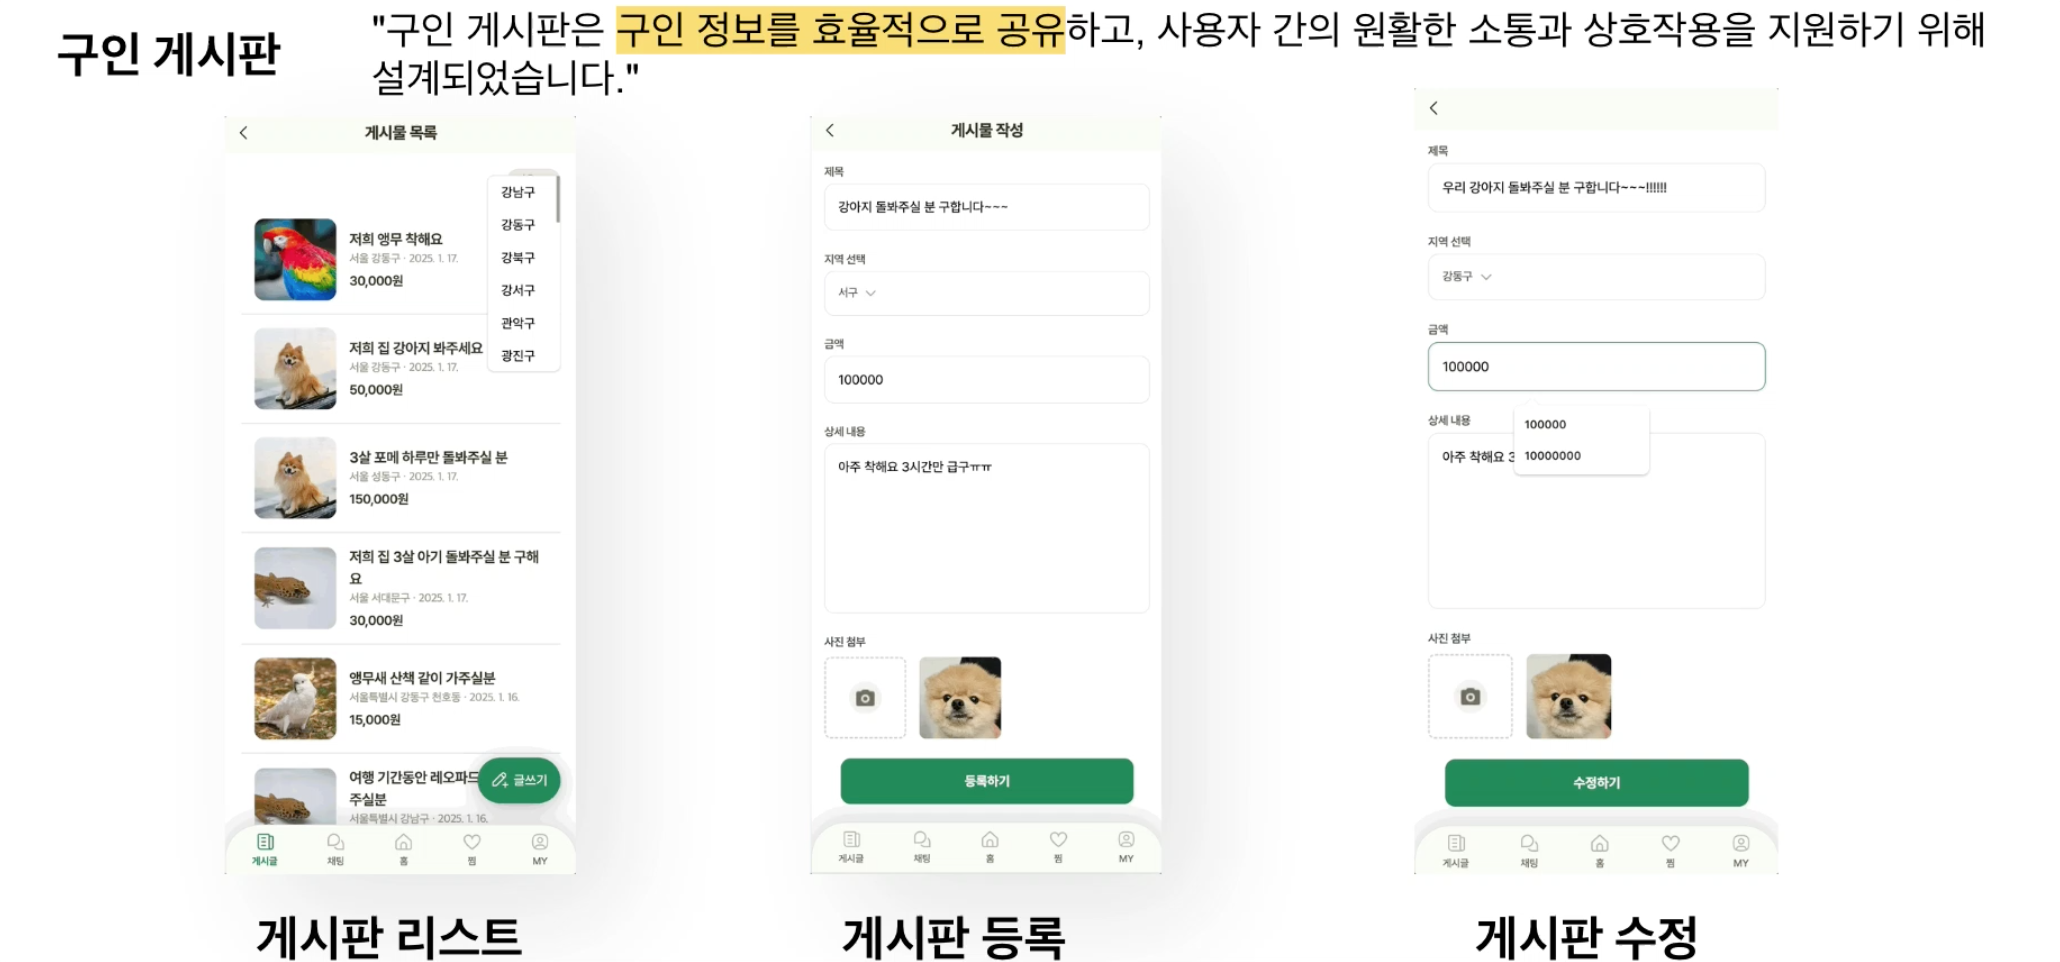 구인 게시판
"구인 게시판은 구인 정보를 효율적으로 공유하고, 사용자 간의 원활한 소통과 상호작용을 지원하기 위해
설계되었습니다."
게시물 목록
강남구
강동구
강북구
강서구
관악구
광진구
저희 앵무 착해요
서울 강동구 · 2025. 1. 17.
30,000원
저희 집 강아지 봐주세요
서울 강동구 · 2025. 1. 17.
50,000원
3살 포메 하루만 돌봐주실 분
서울 성동구 · 2025. 1. 17.
150,000원
저희 집 3살 아기 돌봐주실 분 구해
요
서울 서대문구 · 2025. 1. 17.
30,000원
앵무새 산책 같이 가주실분
서울특별시 강동구 천호동 · 2025. 1. 16.
15,000원
여행 기간동안 레오파드
주실분
서울특별시 강남구 · 2025. 1. 16.
글쓰기
게시글
채팅
홈
찜
MY
게시판 리스트
게시물 작성
제목
강아지 돌봐주실 분 구합니다~~~
지역 선택
서구
금액
100000
상세 내용
아주 착해요 3시간만 급구ㅠㅠ
사진 첨부
등록하기
게시글
채팅
홈
찜
MY
게시판 등록
제목
우리 강아지 돌봐주실 분 구합니다~~~!!!!!!
지역 선택
강동구
금액
100000
100000
10000000
상세 내용
아주 착해요 3
사진 첨부
수정하기
게시글
채팅
홈
찜
MY
게시판 수정